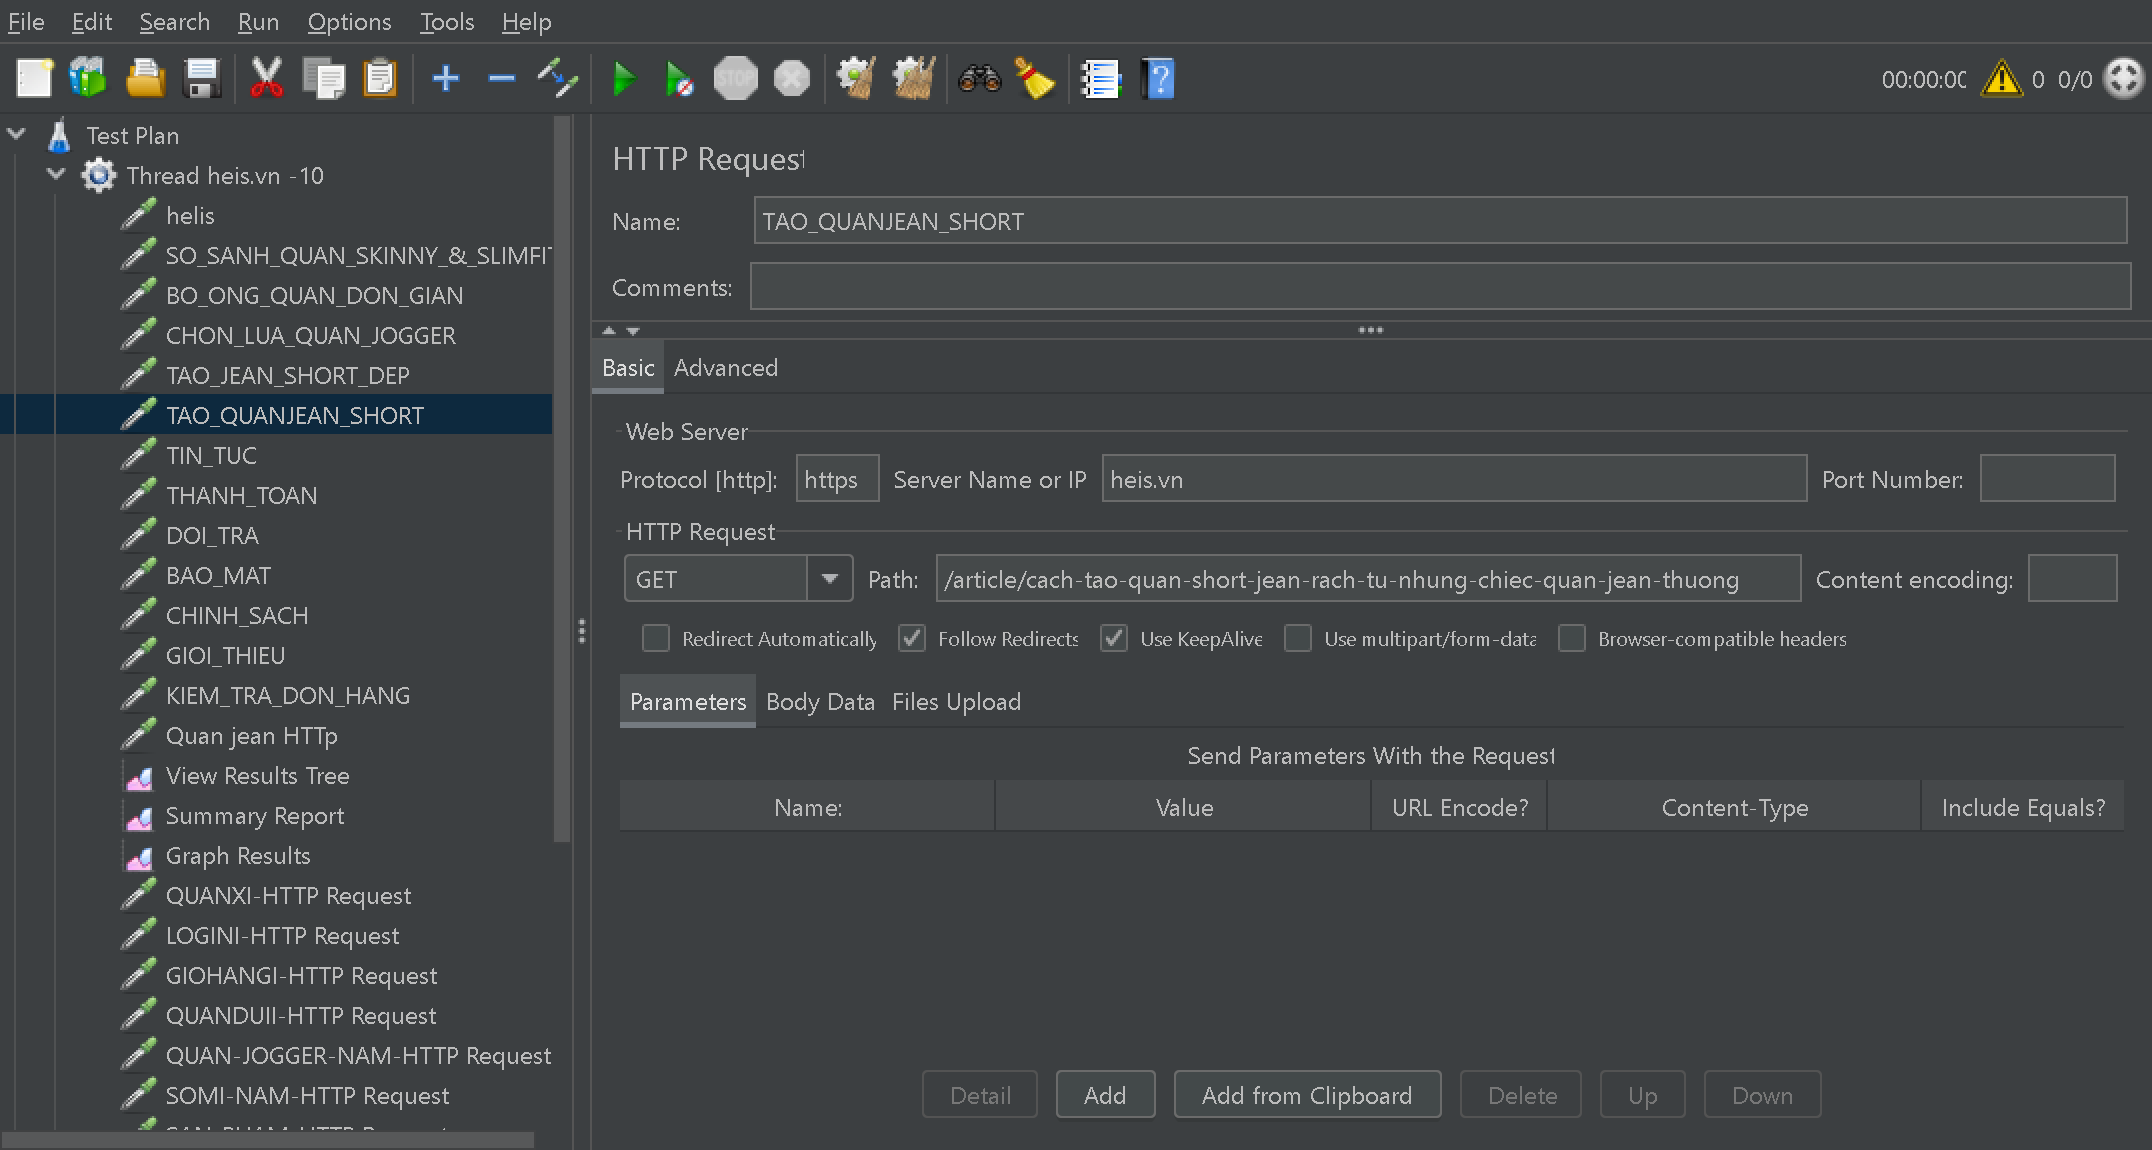 File Edit Search Run Options Tools Help
STOP
00:00:00 0 0/0
Test Plan
Thread heis.vn -10
helis
SO_SANH_QUAN_SKINNY_&_SLIMFIT
BO_ONG_QUAN_DON_GIAN
CHON_LUA_QUAN_JOGGER
TAO_JEAN_SHORT_DEP
TAO_QUANJEAN_SHORT
TIN_TUC
THANH_TOAN
DOI_TRA
BAO_MAT
CHINH_SACH
GIOI_THIEU
KIEM_TRA_DON_HANG
Quan jean HTTp
View Results Tree
Summary Report
Graph Results
QUANXI-HTTP Request
LOGINI-HTTP Request
GIOHANGI-HTTP Request
QUANDUII-HTTP Request
QUAN-JOGGER-NAM-HTTP Request
SOMI-NAM-HTTP Request
HTTP Request
Name: TAO_QUANJEAN_SHORT
Comments:
Basic Advanced
Web Server
Protocol [http]: https Server Name or IP heis.vn Port Number:
HTTP Request
GET Path: /article/cach-tao-quan-short-jean-rach-tu-nhung-chiec-quan-jean-thuong Content encoding:
Redirect Automatically Follow Redirects Use KeepAlive Use multipart/form-data Browser-compatible headers
Parameters Body Data Files Upload
Send Parameters With the Request
Name: Value URL Encode? Content-Type Include Equals?
Detail Add Add from Clipboard Delete Up Down